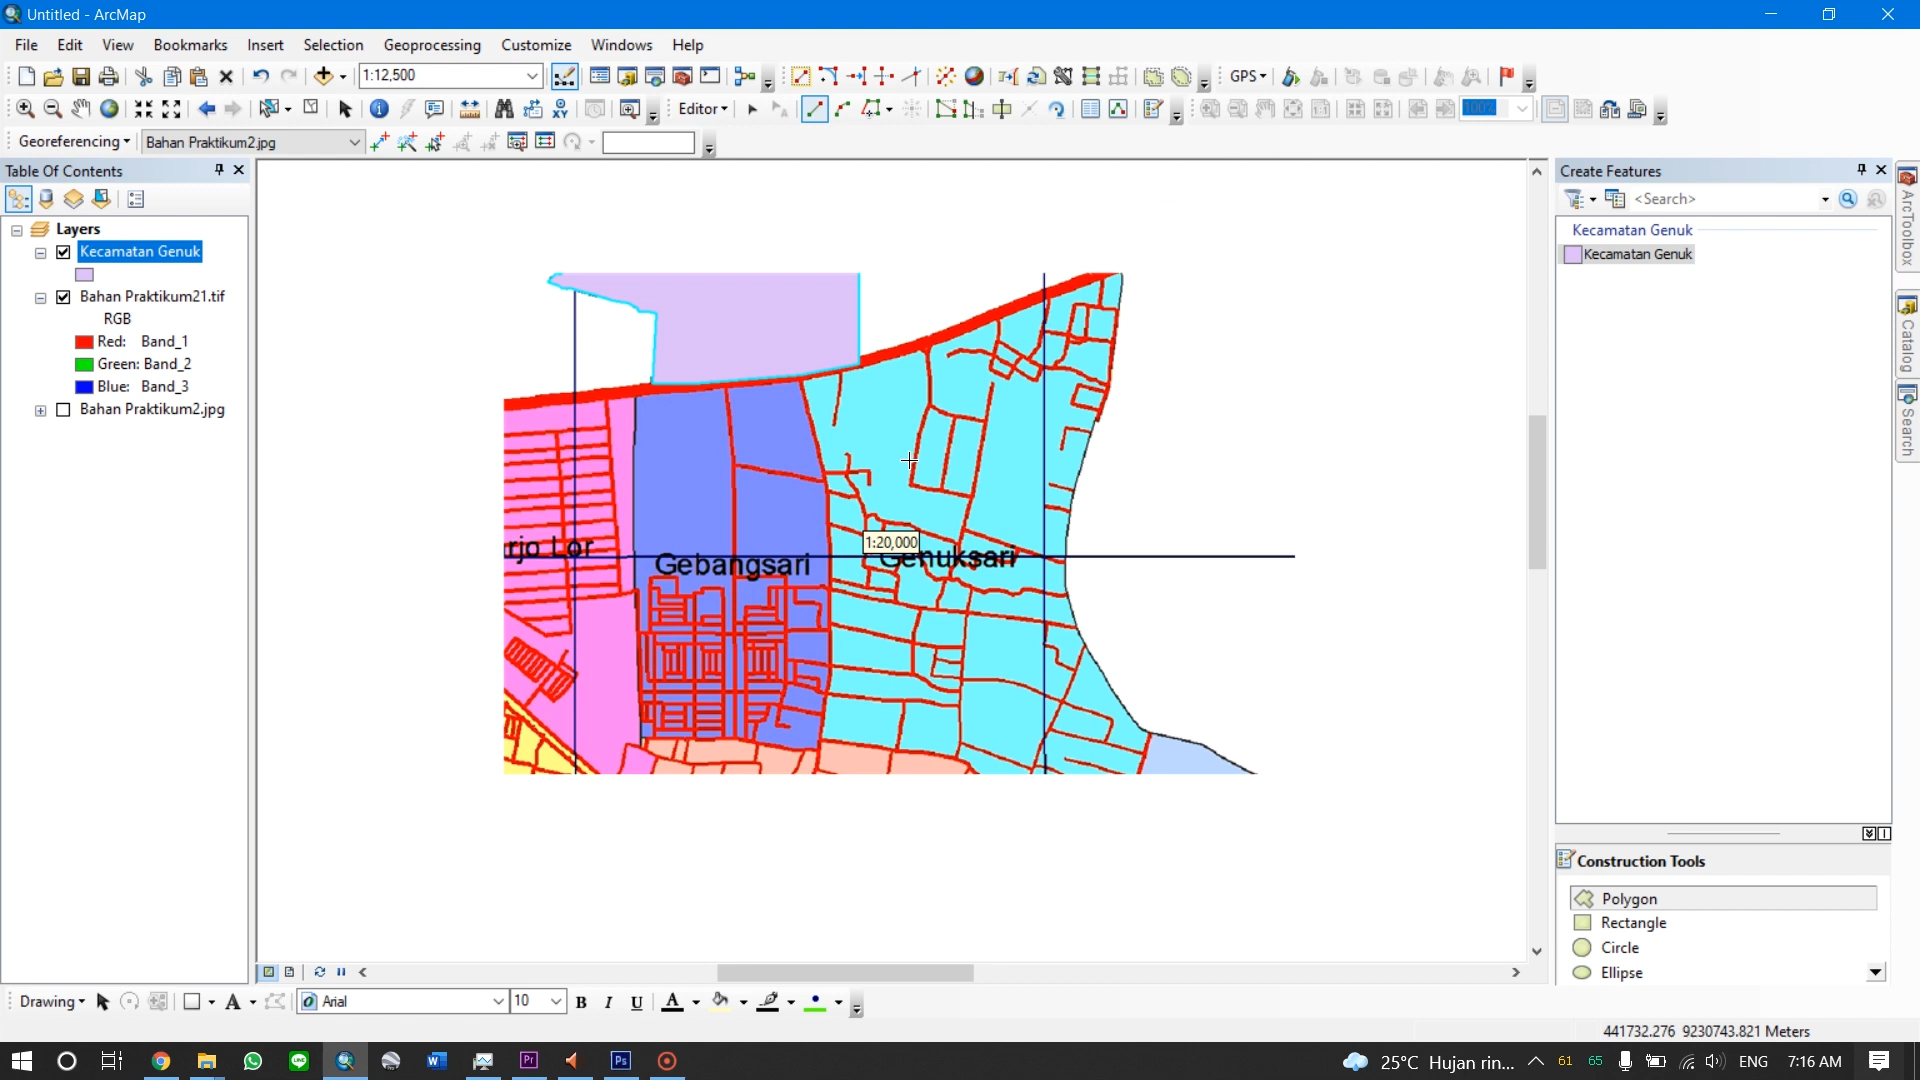 Untitled - ArcMap
File Edit View Bookmarks Insert Selection Geoprocessing Customize Windows Help
1:12,500
GPS
Editor
100%
Georeferencing Bahan Praktikum2.jpg
Table Of Contents
Layers
Kecamatan Genuk
Bahan Praktikum21.tif
RGB
Red: Band_1
Green: Band_2
Blue: Band_3
Bahan Praktikum2.jpg
rjo Lor
Gebangsari
1:20,000
Genuksari
Create Features
<Search>
Kecamatan Genuk
Kecamatan Genuk
ArcToolbox
Catalog
Search
Construction Tools
Polygon
Rectangle
Circle
Ellipse
Drawing A Arial 10 B I U A
441732.276 9230743.821 Meters
25°C Hujan rin... 61 65 ENG 7:16 AM